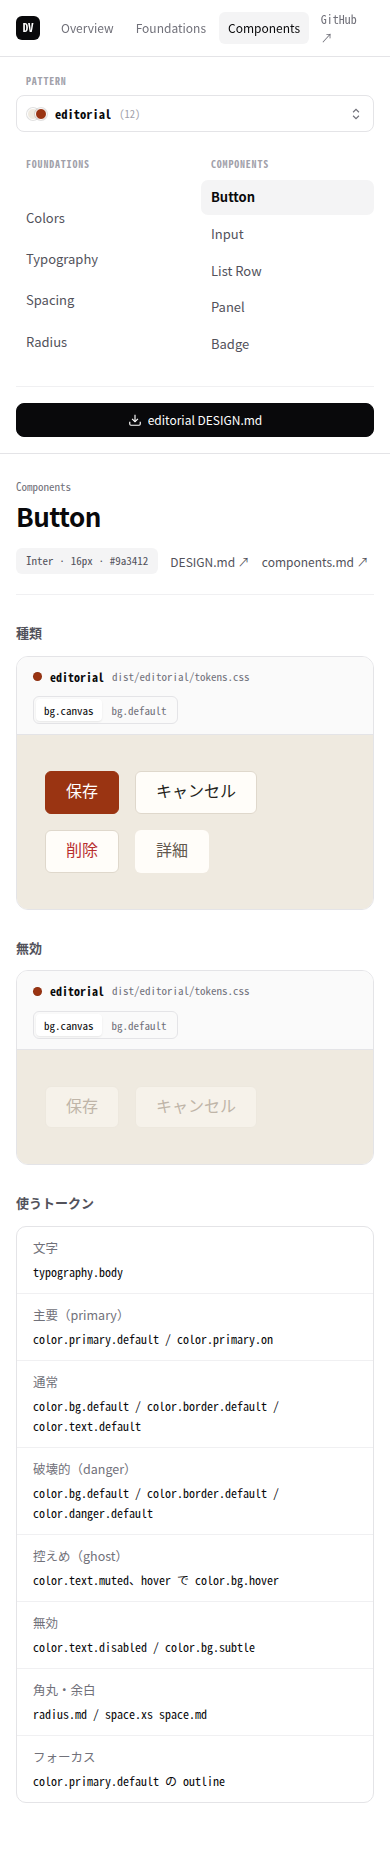 DV Overview Foundations Components GitHub ↗
PATTERN
editorial (12)
FOUNDATIONS
Colors
Typography
Spacing
Radius
COMPONENTS
Button
Input
List Row
Panel
Badge
editorial DESIGN.md
Components
Button
Inter · 16px · #9a3412 DESIGN.md ↗ components.md ↗
種類
editorial dist/editorial/tokens.css
bg.canvas bg.default
保存 キャンセル
削除 詳細
無効
editorial dist/editorial/tokens.css
bg.canvas bg.default
保存 キャンセル
使うトークン
文字
typography.body
主要（primary）
color.primary.default / color.primary.on
通常
color.bg.default / color.border.default /
color.text.default
破壊的（danger）
color.bg.default / color.border.default /
color.danger.default
控えめ（ghost）
color.text.muted、hover で color.bg.hover
無効
color.text.disabled / color.bg.subtle
角丸・余白
radius.md / space.xs space.md
フォーカス
color.primary.default の outline